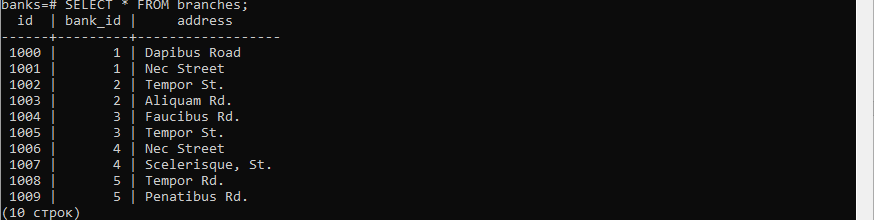 banks=# SELECT * FROM branches;
  id  | bank_id |     address
------+---------+------------------
 1000 |       1 | Dapibus Road
 1001 |       1 | Nec Street
 1002 |       2 | Tempor St.
 1003 |       2 | Aliquam Rd.
 1004 |       3 | Faucibus Rd.
 1005 |       3 | Tempor St.
 1006 |       4 | Nec Street
 1007 |       4 | Scelerisque, St.
 1008 |       5 | Tempor Rd.
 1009 |       5 | Penatibus Rd.
(10 строк)